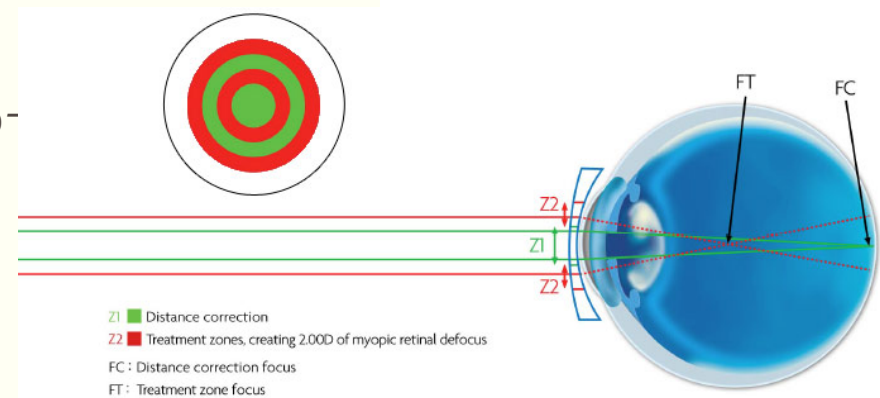 FT
FC
Z2
Z1
Z2
Z1 Distance correction
Z2 Treatment zones, creating 2.00D of myopic retinal defocus
FC : Distance correction focus
FT : Treatment zone focus